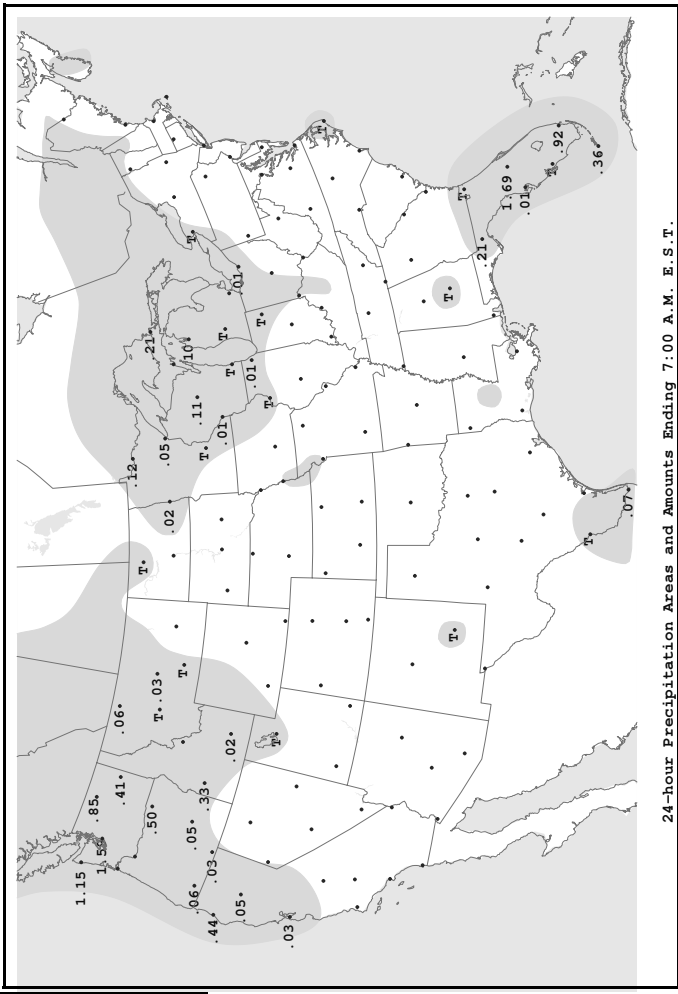 1.15
.85
.41
.06
.12
T
.21
.50
.03
T
.05
.02
T
.10
T
.05
.06
.11
.33
T
.03
.44
.01
T
T
.02
.01
.05
.01
T
T
T
.03
T
T
T
T
.21
1.69
.01
T
.92
T
.36
.07
24-hour Precipitation Areas and Amounts Ending 7:00 A.M. E.S.T.